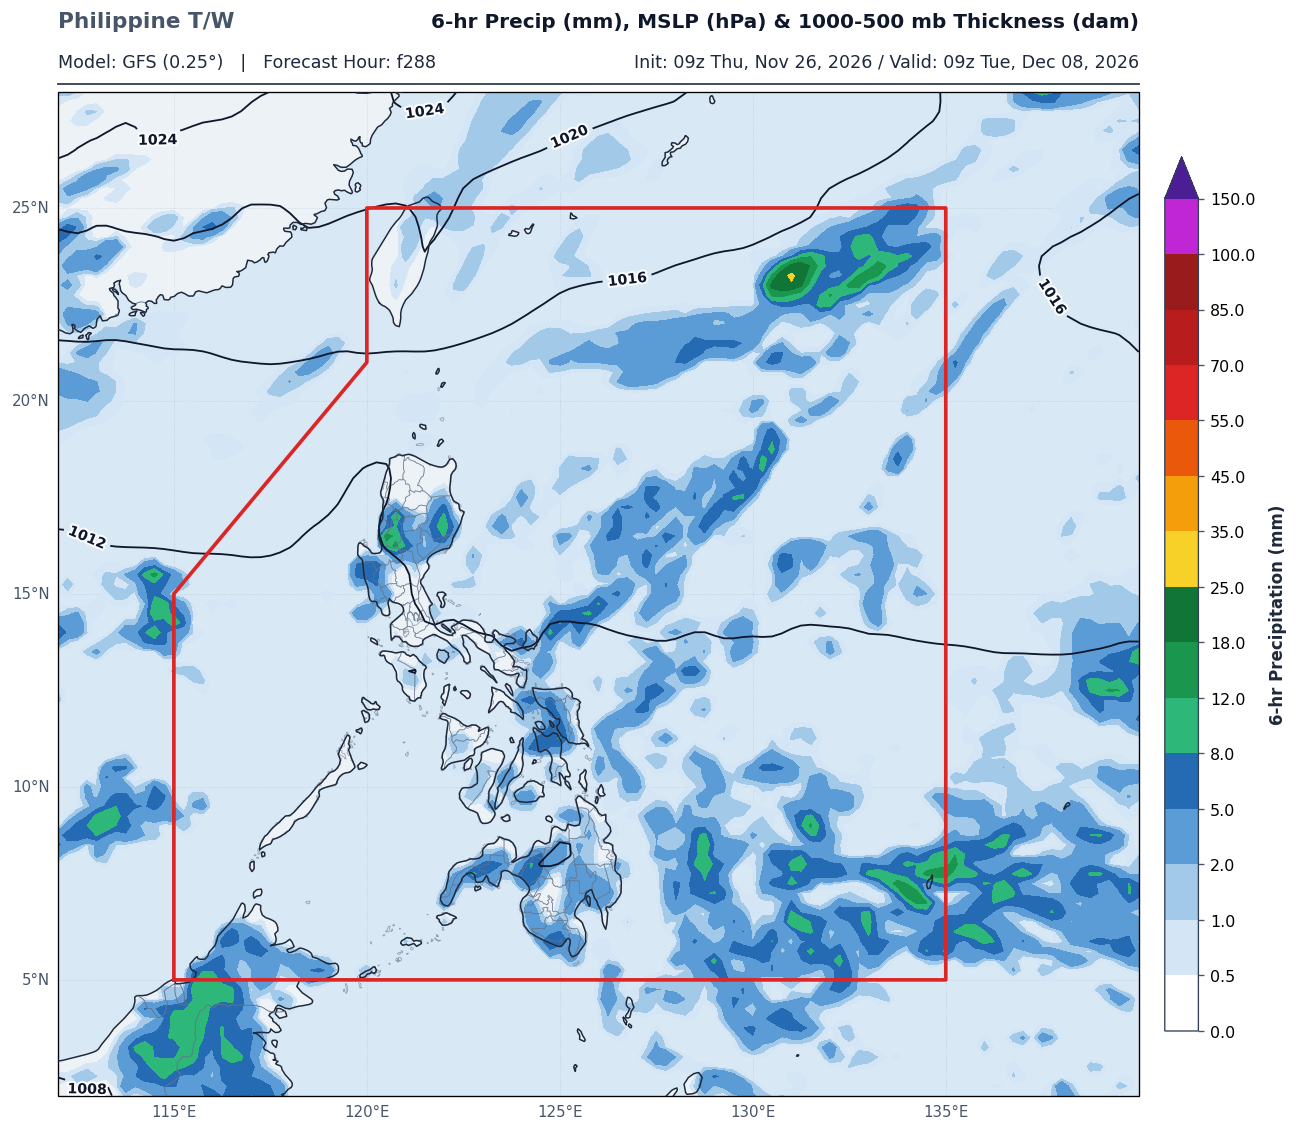 Philippine T/W
6-hr Precip (mm), MSLP (hPa) & 1000-500 mb Thickness (dam)
Model: GFS (0.25°) | Forecast Hour: f288
Init: 09z Thu, Nov 26, 2026 / Valid: 09z Tue, Dec 08, 2026
1024
1024
1020
1016
1016
1012
1008
25°N
20°N
15°N
10°N
5°N
115°E
120°E
125°E
130°E
135°E
150.0
100.0
85.0
70.0
55.0
45.0
35.0
25.0
18.0
12.0
8.0
5.0
2.0
1.0
0.5
0.0
6-hr Precipitation (mm)